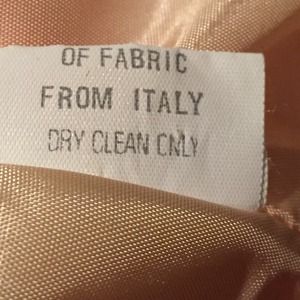 OF FABRIC
FROM ITALY
DRY CLEAN ONLY